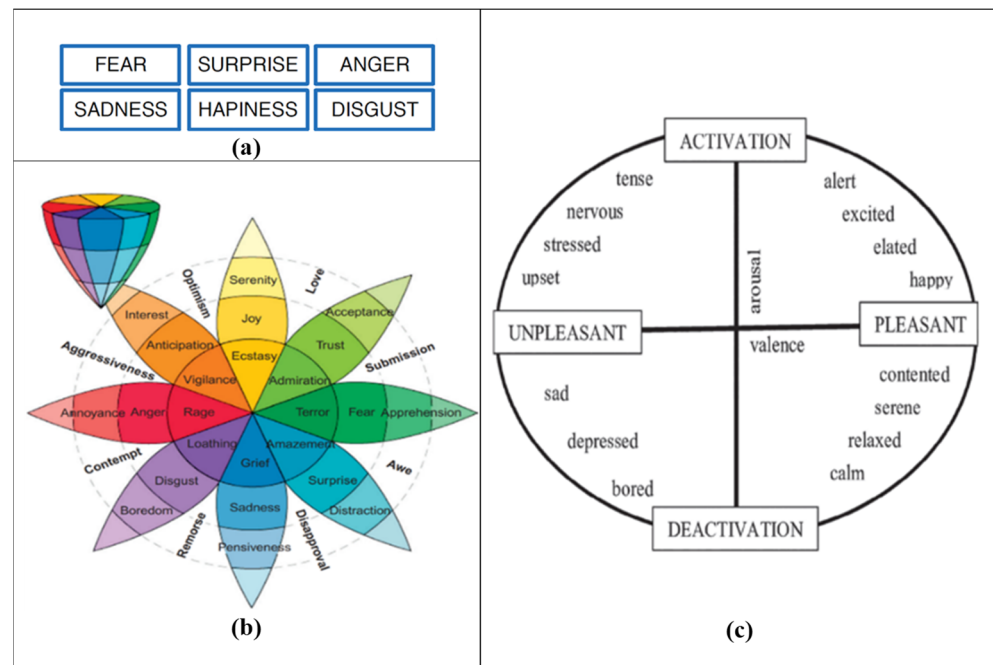 FEAR SURPRISE ANGER
SADNESS HAPINESS DISGUST
(a)
Optimism
Serenity
Love
Interest
Joy
Acceptance
Anticipation
Trust
Ecstasy
Aggressiveness
Submission
Vigilance
Admiration
Annoyance Anger Rage
Terror Fear Apprehension
Loathing
Amazement
Contempt
Grief
Awe
Disgust
Surprise
Boredom
Sadness
Distraction
Remorse
Pensiveness
Disapproval
(b)
ACTIVATION
tense
alert
nervous
excited
stressed
elated
upset
happy
arousal
UNPLEASANT
PLEASANT
valence
contented
sad
serene
depressed
relaxed
calm
bored
DEACTIVATION
(c)